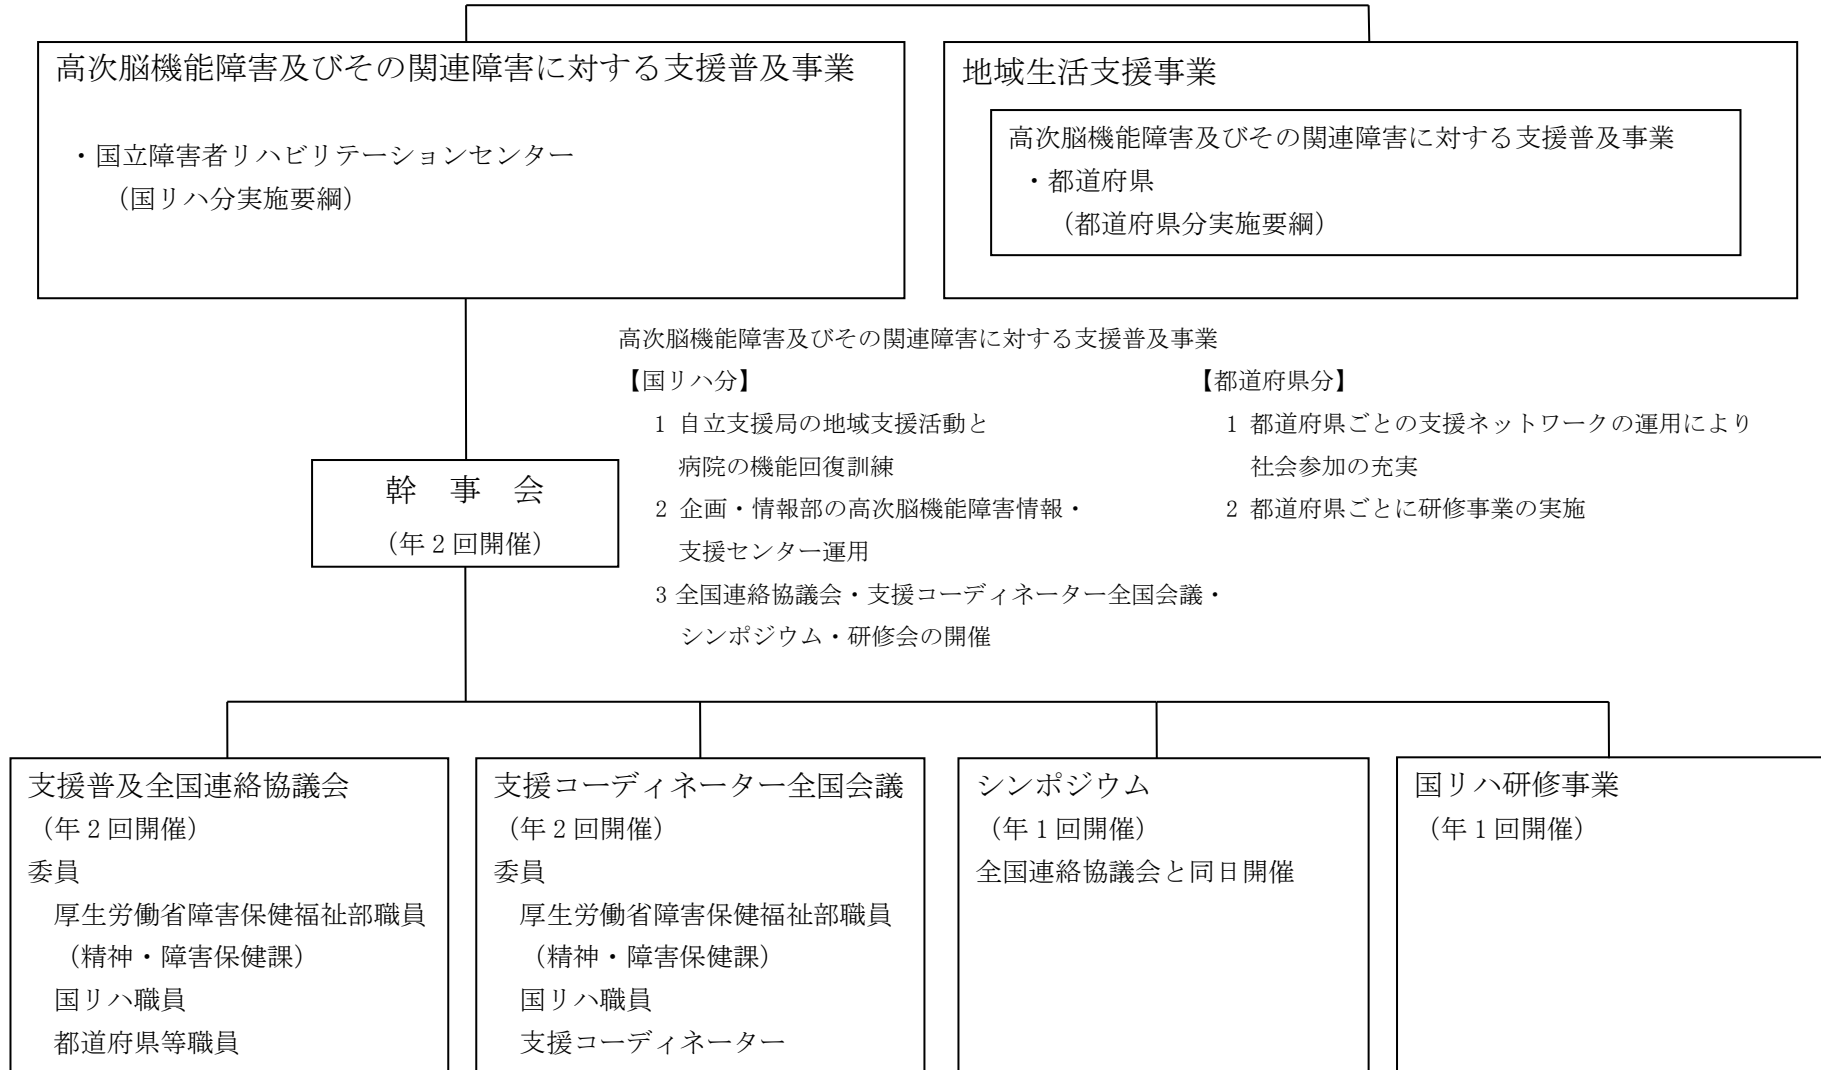 高次脳機能障害及びその関連障害に対する支援普及事業
・国立障害者リハビリテーションセンター
（国リハ分実施要綱）
地域生活支援事業
高次脳機能障害及びその関連障害に対する支援普及事業
・都道府県
（都道府県分実施要綱）
高次脳機能障害及びその関連障害に対する支援普及事業
【国リハ分】
1 自立支援局の地域支援活動と
病院の機能回復訓練
2 企画・情報部の高次脳機能障害情報・
支援センター運用
3 全国連絡協議会・支援コーディネーター全国会議・
シンポジウム・研修会の開催
【都道府県分】
1 都道府県ごとの支援ネットワークの運用により
社会参加の充実
2 都道府県ごとに研修事業の実施
幹　事　会
（年 2 回開催）
支援普及全国連絡協議会
（年 2 回開催）
委員
厚生労働省障害保健福祉部職員
（精神・障害保健課）
国リハ職員
都道府県等職員
支援コーディネーター全国会議
（年 2 回開催）
委員
厚生労働省障害保健福祉部職員
（精神・障害保健課）
国リハ職員
支援コーディネーター
シンポジウム
（年 1 回開催）
全国連絡協議会と同日開催
国リハ研修事業
（年 1 回開催）